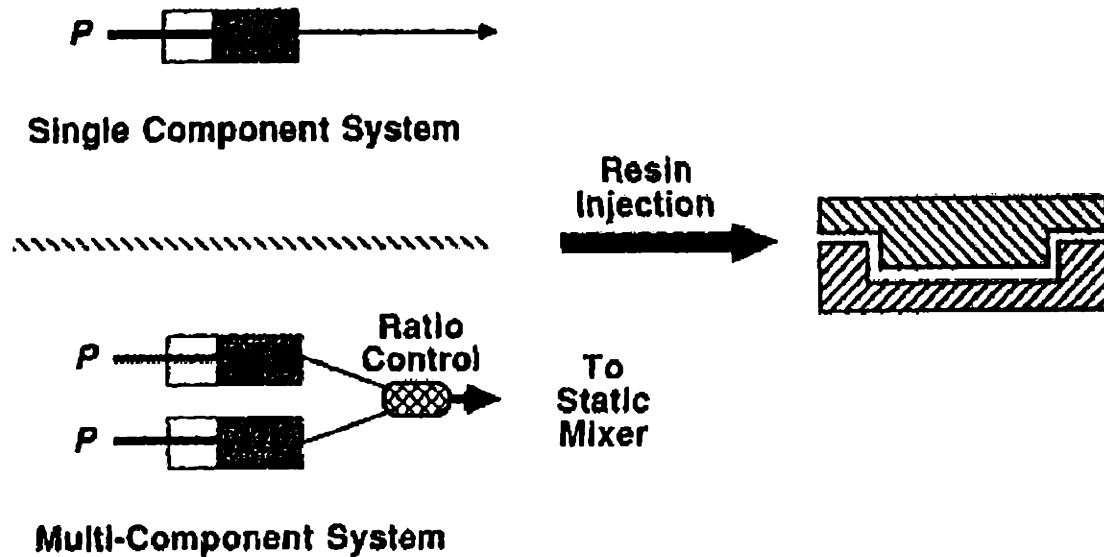 P
Single Component System
Resin
Injection
P
Ratio
Control
P
To
Static
Mixer
Multi-Component System